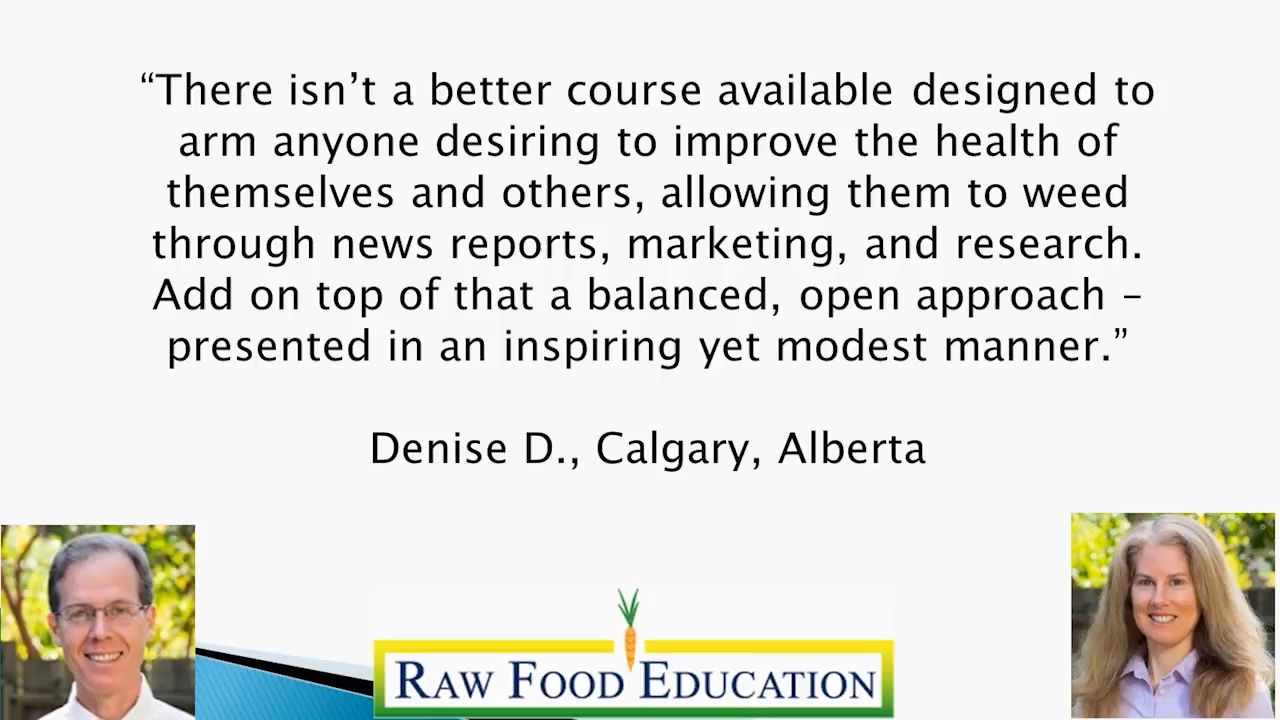 “There isn’t a better course available designed to
arm anyone desiring to improve the health of
themselves and others, allowing them to weed
through news reports, marketing, and research.
Add on top of that a balanced, open approach –
presented in an inspiring yet modest manner.”
Denise D., Calgary, Alberta
RAW FOOD EDUCATION